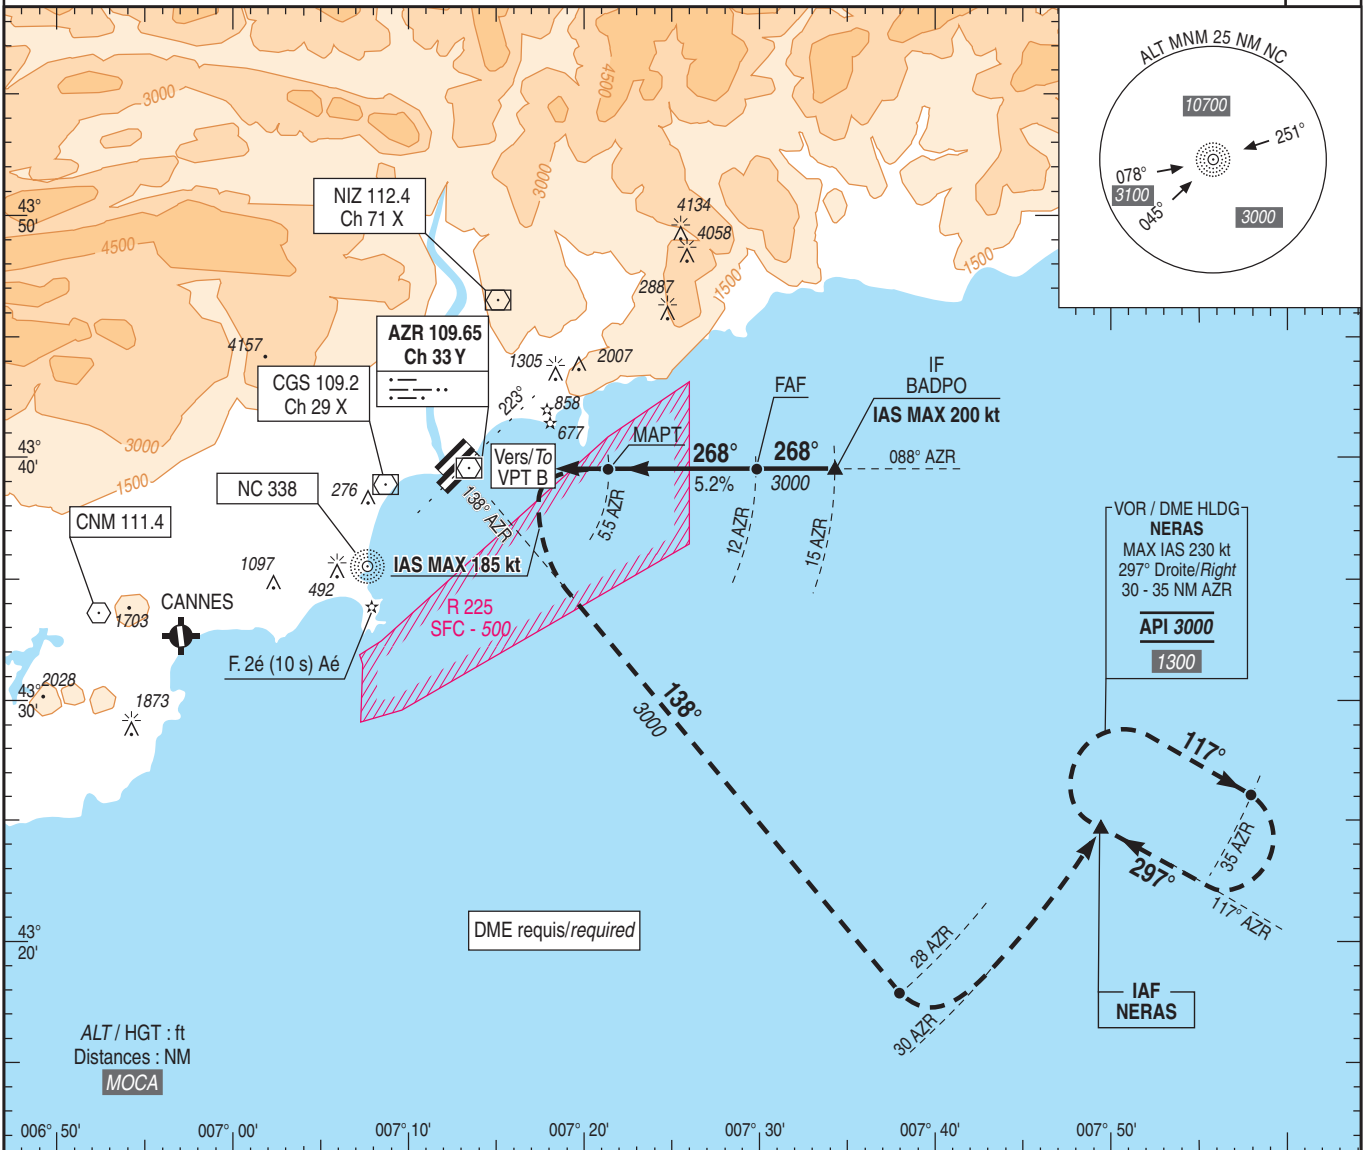 ALT MNM 25 NM NC
10700
251°
078°
3100
045°
3000
3000
4500
3000
4500
3000
1500
1500
1500
43°
50'
NIZ 112.4
Ch 71 X
4134
4058
2887
4157
AZR 109.65
Ch 33 Y
1305
2007
CGS 109.2
Ch 29 X
223°
858
677
IF
BADPO
IAS MAX 200 kt
FAF
MAPT
43°
40'
Vers/To
VPT B
268°
5.2%
268°
3000
088° AZR
NC 338
276
138° AZR
5.5 AZR
12 AZR
15 AZR
CNM 111.4
1097
492
IAS MAX 185 kt
CANNES
1703
R 225
SFC - 500
F. 2é (10 s) Aé
VOR / DME HLDG
NERAS
MAX IAS 230 kt
297° Droite/Right
30 - 35 NM AZR
API 3000
1300
43°
30'
2028
1873
138°
3000
117°
35 AZR
297°
117° AZR
DME requis/required
43°
20'
28 AZR
30 AZR
IAF
NERAS
ALT / HGT : ft
Distances : NM
MOCA
006° 50'
007° 00'
007° 10'
007° 20'
007° 30'
007° 40'
007° 50'